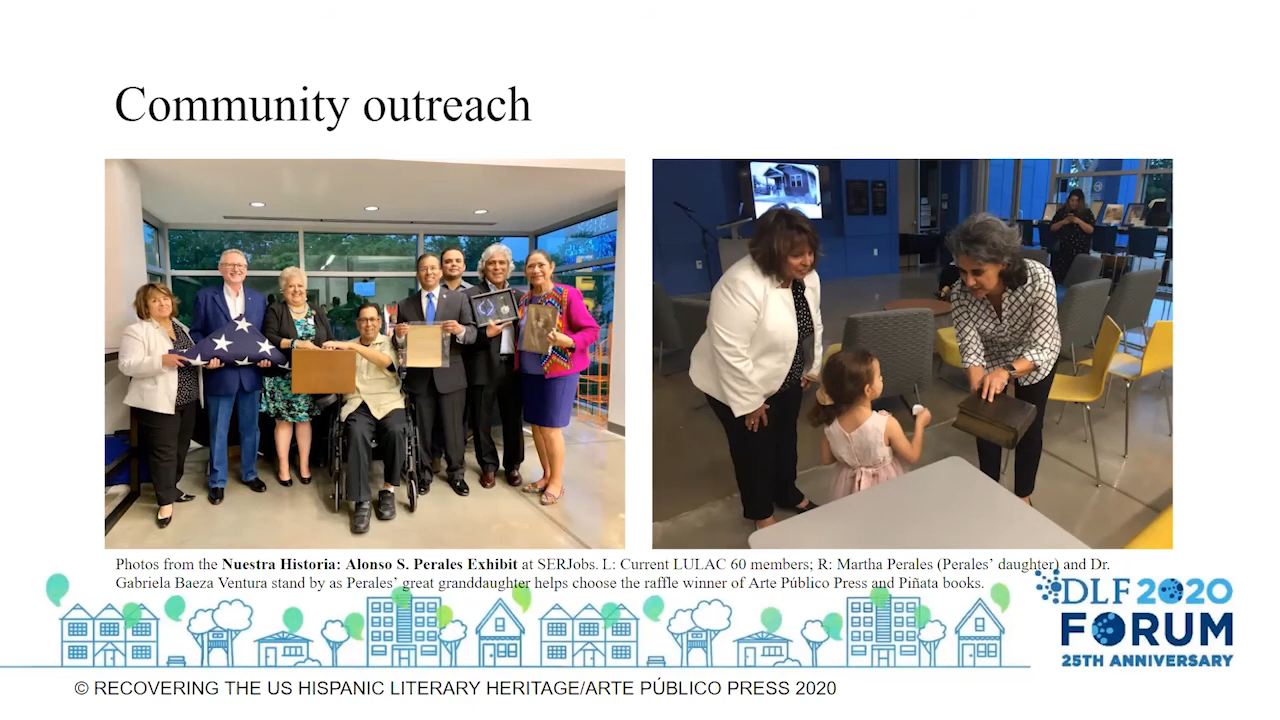 Community outreach
Photos from the Nuestra Historia: Alonso S. Perales Exhibit at SERJobs. L: Current LULAC 60 members; R: Martha Perales (Perales' daughter) and Dr.
Gabriela Baeza Ventura stand by as Perales' great granddaughter helps choose the raffle winner of Arte Público Press and Piñata books.
DLF 2020
FORUM
25TH ANNIVERSARY
© RECOVERING THE US HISPANIC LITERARY HERITAGE/ARTE PÚBLICO PRESS 2020